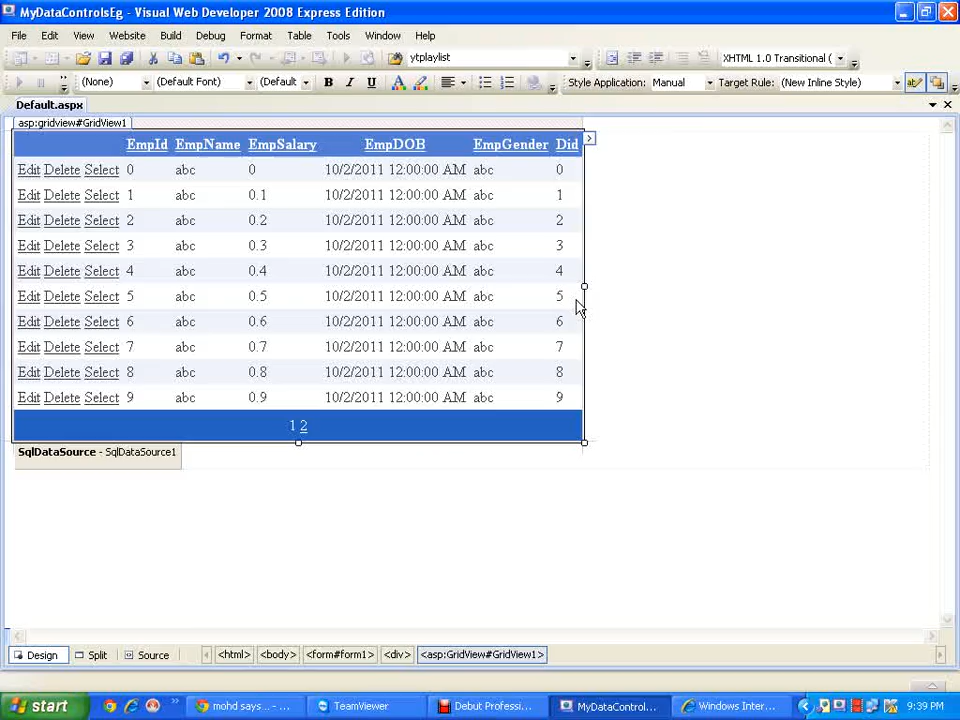 MyDataControlsEg - Visual Web Developer 2008 Express Edition
File Edit View Website Build Debug Format Table Tools Window Help
ytplaylist XHTML 1.0 Transitional (
(None) (Default Font) (Default B I U A Style Application: Manual Target Rule: (New Inline Style)
Default.aspx
asp:gridview#GridView1
EmpId EmpName EmpSalary EmpDOB EmpGender Did
Edit Delete Select 0 abc 0 10/2/2011 12:00:00 AM abc 0
Edit Delete Select 1 abc 0.1 10/2/2011 12:00:00 AM abc 1
Edit Delete Select 2 abc 0.2 10/2/2011 12:00:00 AM abc 2
Edit Delete Select 3 abc 0.3 10/2/2011 12:00:00 AM abc 3
Edit Delete Select 4 abc 0.4 10/2/2011 12:00:00 AM abc 4
Edit Delete Select 5 abc 0.5 10/2/2011 12:00:00 AM abc 5
Edit Delete Select 6 abc 0.6 10/2/2011 12:00:00 AM abc 6
Edit Delete Select 7 abc 0.7 10/2/2011 12:00:00 AM abc 7
Edit Delete Select 8 abc 0.8 10/2/2011 12:00:00 AM abc 8
Edit Delete Select 9 abc 0.9 10/2/2011 12:00:00 AM abc 9
1 2
SqlDataSource - SqlDataSource1
Design Split Source <html> <body> <form#form1> <div> <asp:GridView#GridView1>
start mohd says... - ... TeamViewer Debut Professi... MyDataControl... Windows Inter... 9:39 PM